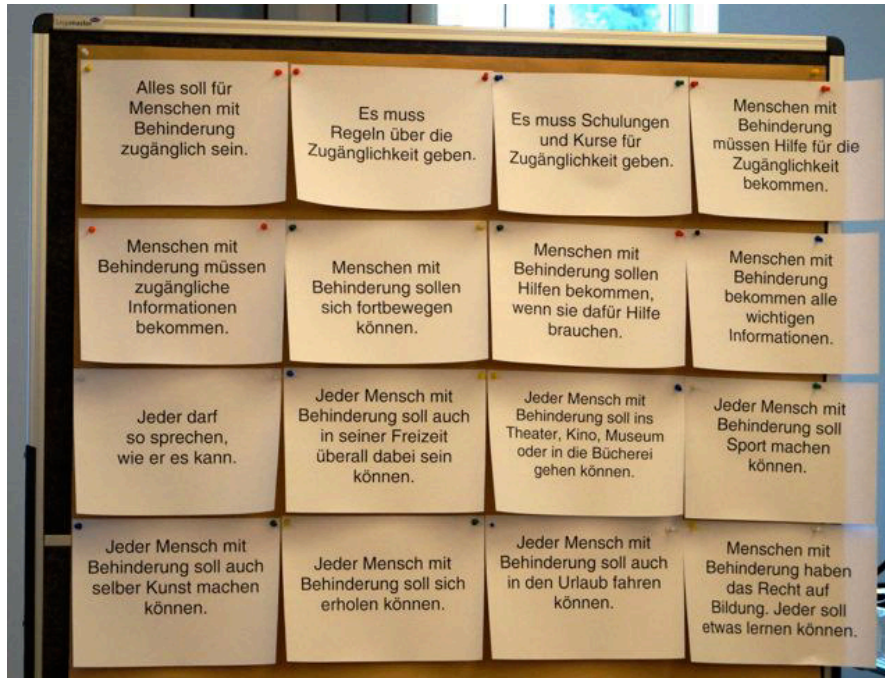 legamaster
Alles soll für
Menschen mit
Behinderung
zugänglich sein.
Es muss
Regeln über die
Zugänglichkeit geben.
Es muss Schulungen
und Kurse für
Zugänglichkeit geben.
Menschen mit
Behinderung
müssen Hilfe für die
Zugänglichkeit
bekommen.
Menschen mit
Behinderung müssen
zugängliche
Informationen
bekommen.
Menschen mit
Behinderung sollen
sich fortbewegen
können.
Menschen mit
Behinderung sollen
Hilfen bekommen,
wenn sie dafür Hilfe
brauchen.
Menschen mit
Behinderung
bekommen alle
wichtigen
Informationen.
Jeder darf
so sprechen,
wie er es kann.
Jeder Mensch mit
Behinderung soll auch
in seiner Freizeit
überall dabei sein
können.
Jeder Mensch mit
Behinderung soll ins
Theater, Kino, Museum
oder in die Bücherei
gehen können.
Jeder Mensch mit
Behinderung soll
Sport machen
können.
Jeder Mensch mit
Behinderung soll auch
selber Kunst machen
können.
Jeder Mensch mit
Behinderung soll sich
erholen können.
Jeder Mensch mit
Behinderung soll auch
in den Urlaub fahren
können.
Menschen mit
Behinderung haben
das Recht auf
Bildung. Jeder soll
etwas lernen können.